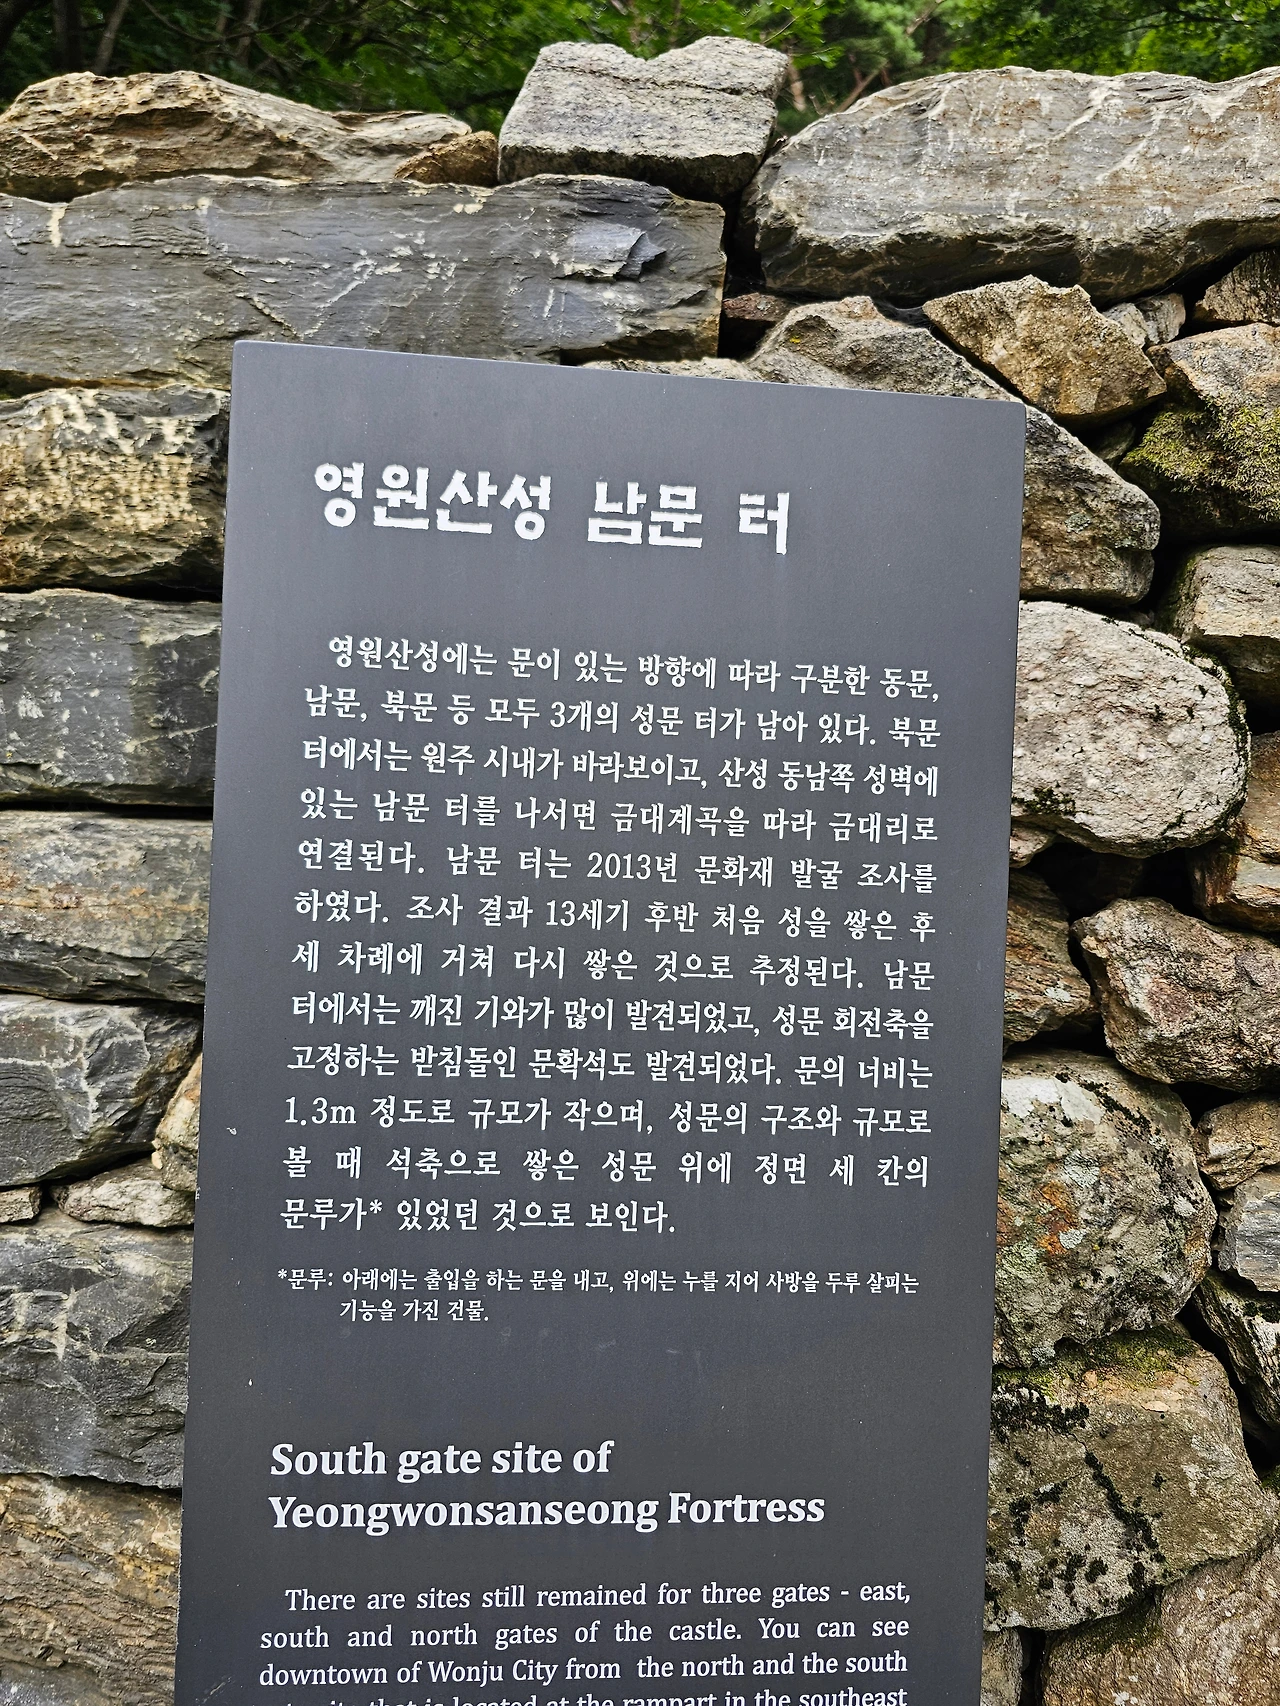 영원산성 남문 터
영원산성에는 문이 있는 방향에 따라 구분한 동문,
남문, 북문 등 모두 3개의 성문 터가 남아 있다. 북문
터에서는 원주 시내가 바라보이고, 산성 동남쪽 성벽에
있는 남문 터를 나서면 금대계곡을 따라 금대리로
연결된다. 남문 터는 2013년 문화재 발굴 조사를
하였다. 조사 결과 13세기 후반 처음 성을 쌓은 후
세 차례에 거쳐 다시 쌓은 것으로 추정된다. 남문
터에서는 깨진 기와가 많이 발견되었고, 성문 회전축을
고정하는 받침돌인 문확석도 발견되었다. 문의 너비는
1.3m 정도로 규모가 작으며, 성문의 구조와 규모로
볼 때 석축으로 쌓은 성문 위에 정면 세 칸의
문루가* 있었던 것으로 보인다.
*문루: 아래에는 출입을 하는 문을 내고, 위에는 누를 지어 사방을 두루 살피는
기능을 가진 건물.
South gate site of
Yeongwonsanseong Fortress
There are sites still remained for three gates - east,
south and north gates of the castle. You can see
downtown of Wonju City from the north and the south
that is located at the rampart in the southeast